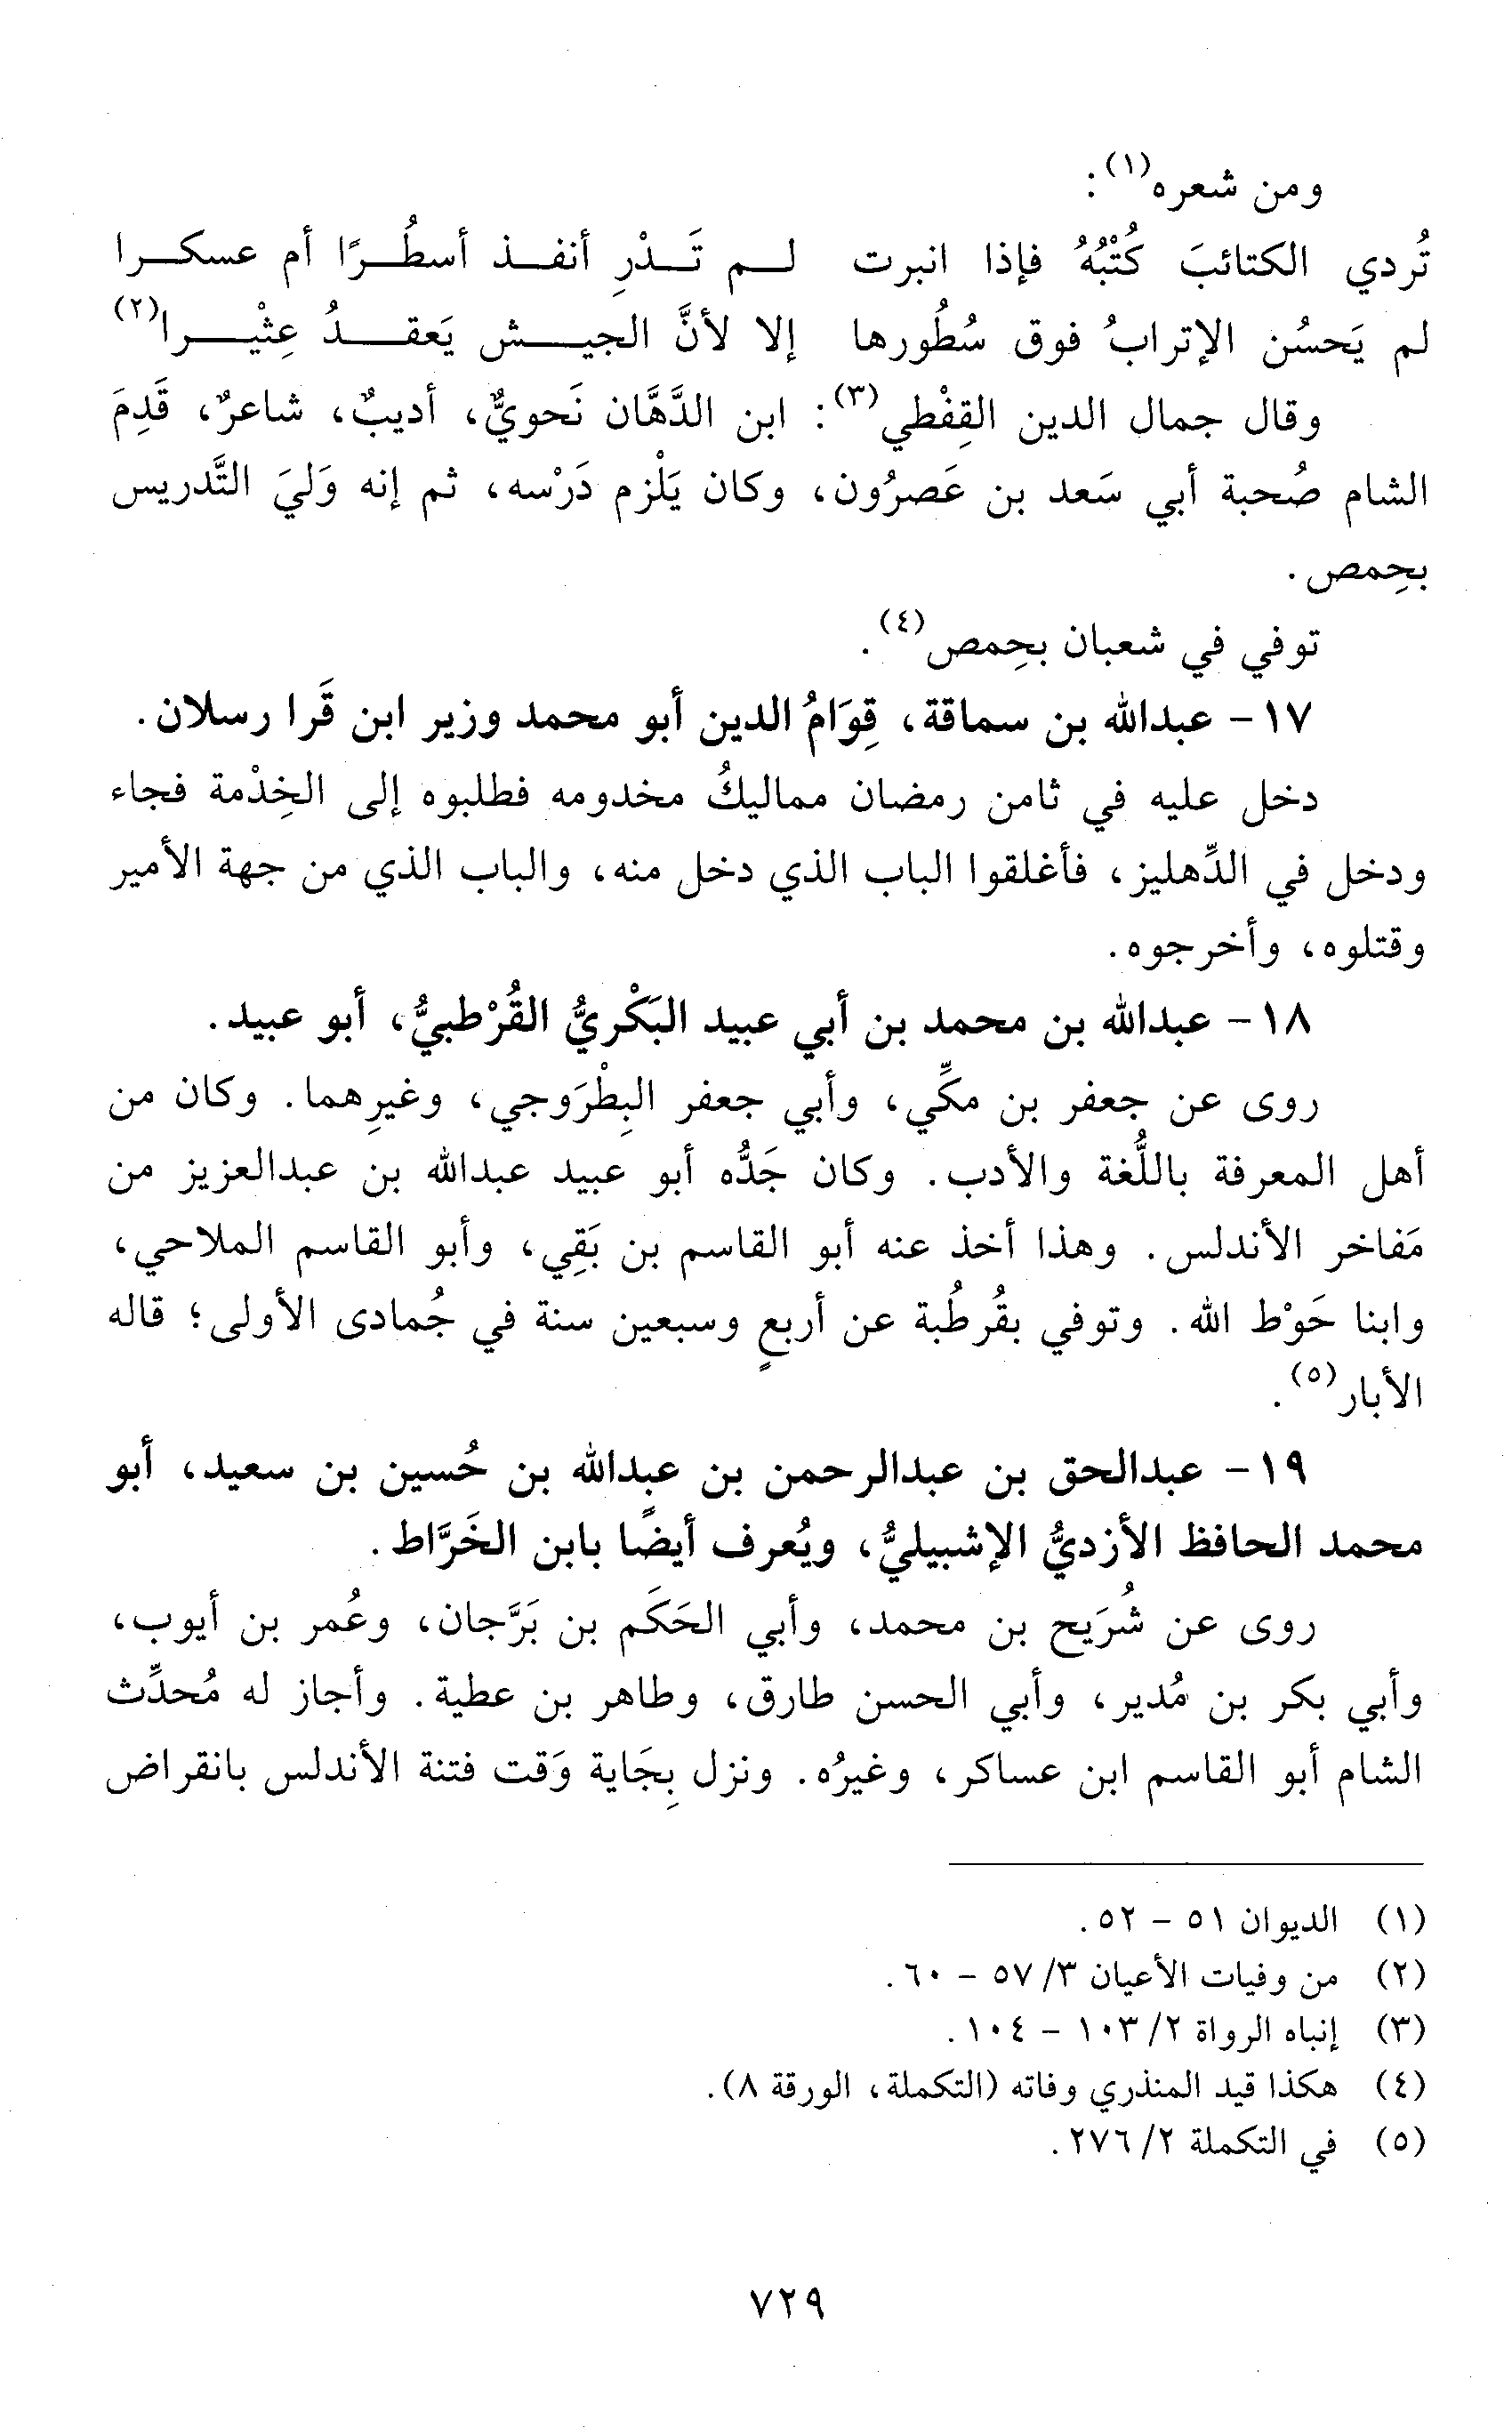 ومن شعره(١):
تُردي الكتائبَ كُتْبُهُ فإذا انبرت لم تَدْرِ أنفذ أسطُرًا أم عسكرا
لم يَحسُن الإترابُ فوق سُطُورها إلا لأنَّ الجيش يَعقدُ عِثْيرا(٢)
وقال جمال الدين القِفْطي(٣): ابن الدَّهَّان نَحويٌّ، أديبٌ، شاعرٌ، قَدِمَ
الشام صُحبة أبي سَعد بن عَصرُون، وكان يَلْزم دَرْسه، ثم إنه وَليَ التَّدريس
بحِمص.
توفي في شعبان بحِمص(٤).
١٧- عبدالله بن سماقة، قِوَامُ الدين أبو محمد وزير ابن قَرا رسلان.
دخل عليه في ثامن رمضان مماليكُ مخدومه فطلبوه إلى الخِدْمة فجاء
ودخل في الدِّهليز، فأغلقوا الباب الذي دخل منه، والباب الذي من جهة الأمير
وقتلوه، وأخرجوه.
١٨- عبدالله بن محمد بن أبي عبيد البَكْريُّ القُرْطبيُّ، أبو عبيد.
روى عن جعفر بن مكِّي، وأبي جعفر البِطْرَوجي، وغيرِهما. وكان من
أهل المعرفة باللُّغة والأدب. وكان جَدُّه أبو عبيد عبدالله بن عبدالعزيز من
مَفاخر الأندلس. وهذا أخذ عنه أبو القاسم بن بَقِي، وأبو القاسم الملاحي،
وابنا حَوْط الله. وتوفي بقُرطُبة عن أربعٍ وسبعين سنة في جُمادى الأولى؛ قاله
الأبار(٥).
١٩- عبدالحق بن عبدالرحمن بن عبدالله بن حُسين بن سعيد، أبو
محمد الحافظ الأزديُّ الإشبيليُّ، ويُعرف أيضًا بابن الخَرَّاط.
روى عن شُرَيح بن محمد، وأبي الحَكَم بن بَرَّجان، وعُمر بن أيوب،
وأبي بكر بن مُدير، وأبي الحسن طارق، وطاهر بن عطية. وأجاز له مُحدِّث
الشام أبو القاسم ابن عساكر، وغيرُه. ونزل بِجَاية وَقت فتنة الأندلس بانقراض
(١) الديوان ٥١ - ٥٢.
(٢) من وفيات الأعيان ٣/ ٥٧ - ٦٠.
(٣) إنباه الرواة ٢/ ١٠٣ - ١٠٤.
(٤) هكذا قيد المنذري وفاته (التكملة، الورقة ٨).
(٥) في التكملة ٢/ ٢٧٦.
٧٢٩